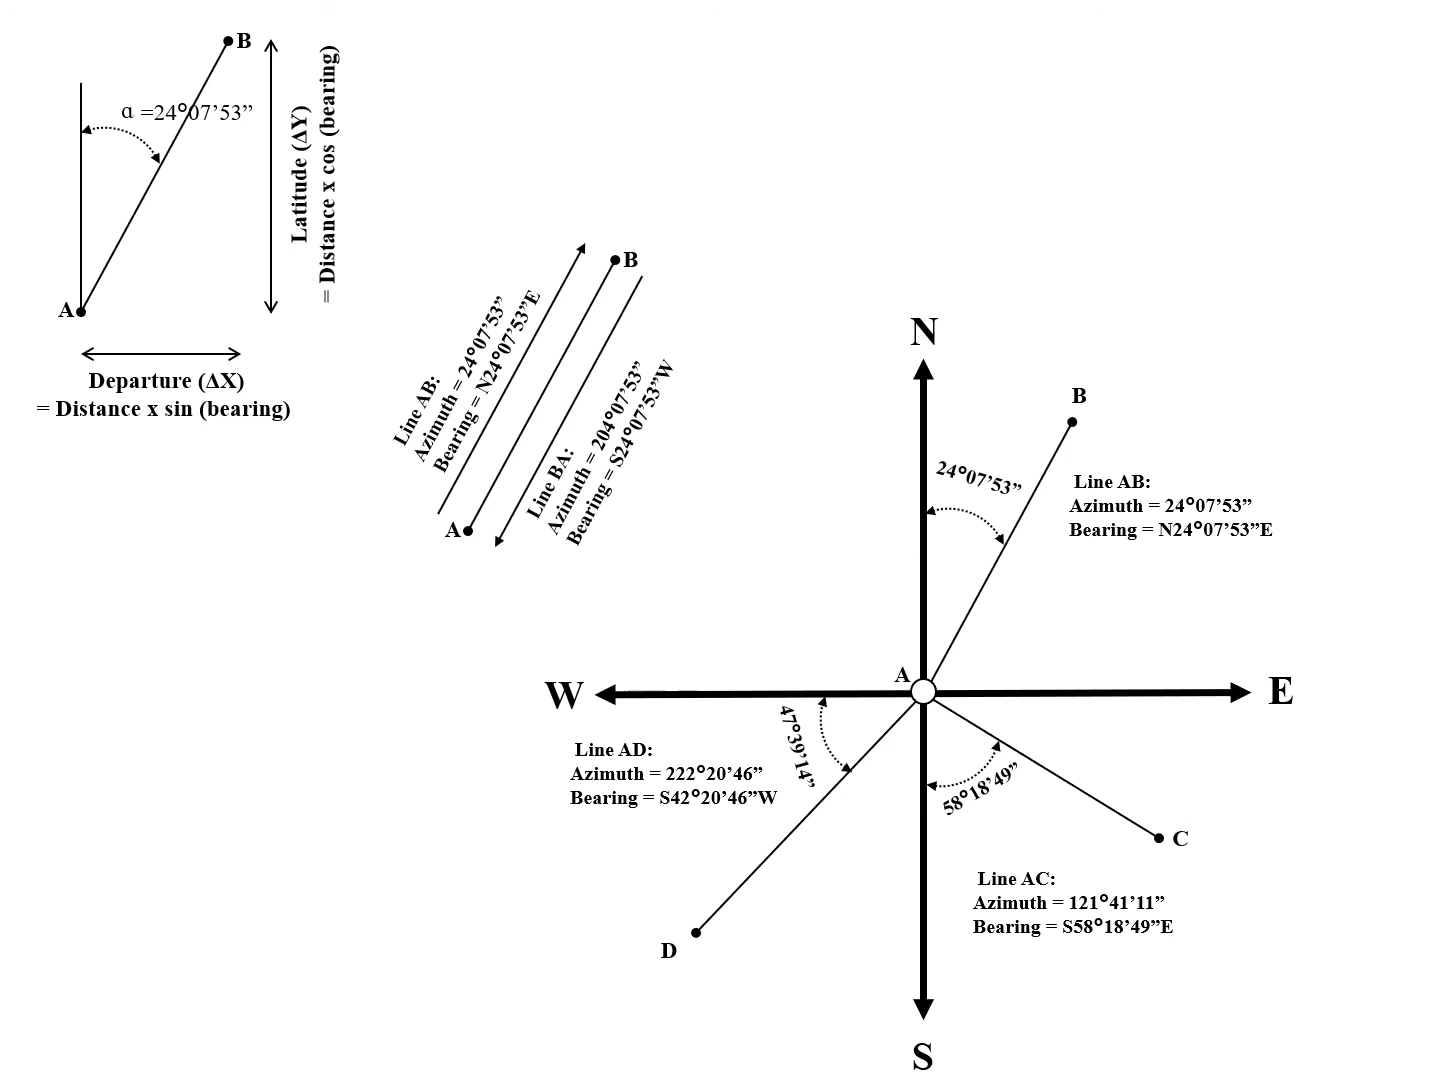 B
α =24°07’53”
A
Latitude (ΔY)
= Distance x cos (bearing)
Departure (ΔX)
= Distance x sin (bearing)
B
Line AB:
Azimuth = 24°07’53”
Bearing = N24°07’53”E
Line BA:
Azimuth = 204°07’53”
Bearing = S24°07’53”W
A
N
B
24°07’53”
Line AB:
Azimuth = 24°07’53”
Bearing = N24°07’53”E
A
W
E
47°39’14”
Line AD:
Azimuth = 222°20’46”
Bearing = S42°20’46”W
58°18’49”
C
Line AC:
Azimuth = 121°41’11”
Bearing = S58°18’49”E
D
S